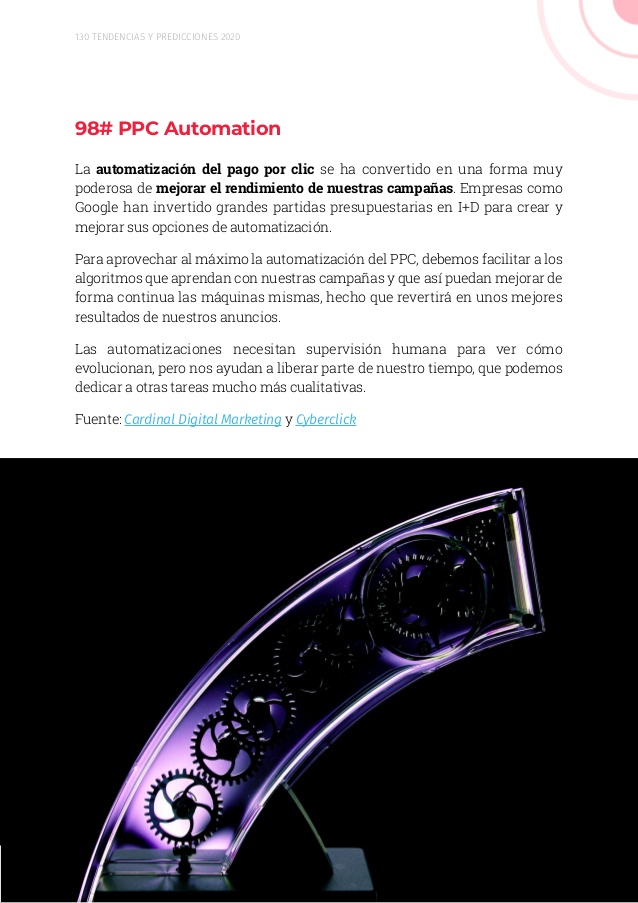 130 TENDENCIAS Y PREDICCIONES 2020
98# PPC Automation
La automatización del pago por clic se ha convertido en una forma muy
poderosa de mejorar el rendimiento de nuestras campañas. Empresas como
Google han invertido grandes partidas presupuestarias en I+D para crear y
mejorar sus opciones de automatización.
Para aprovechar al máximo la automatización del PPC, debemos facilitar a los
algoritmos que aprendan con nuestras campañas y que así puedan mejorar de
forma continua las máquinas mismas, hecho que revertirá en unos mejores
resultados de nuestros anuncios.
Las automatizaciones necesitan supervisión humana para ver cómo
evolucionan, pero nos ayudan a liberar parte de nuestro tiempo, que podemos
dedicar a otras tareas mucho más cualitativas.
Fuente: Cardinal Digital Marketing y Cyberclick